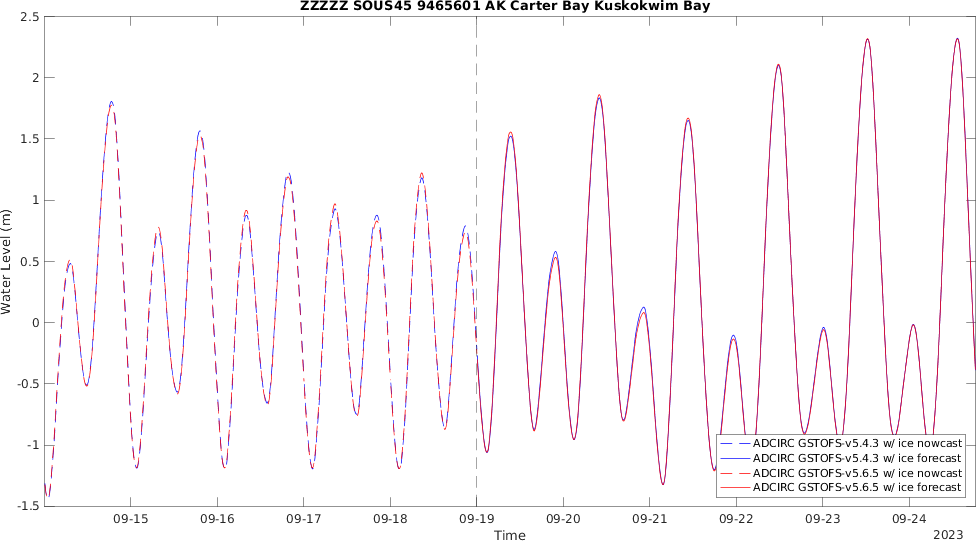 ZZZZZ SOUS45 9465601 AK Carter Bay Kuskokwim Bay
2.5
2
1.5
1
0.5
0
-0.5
-1
-1.5
Water Level (m)
ADCIRC GSTOFS-v5.4.3 w/ ice nowcast
ADCIRC GSTOFS-v5.4.3 w/ ice forecast
ADCIRC GSTOFS-v5.6.5 w/ ice nowcast
ADCIRC GSTOFS-v5.6.5 w/ ice forecast
09-15 09-16 09-17 09-18 09-19 09-20 09-21 09-22 09-23 09-24
Time
2023